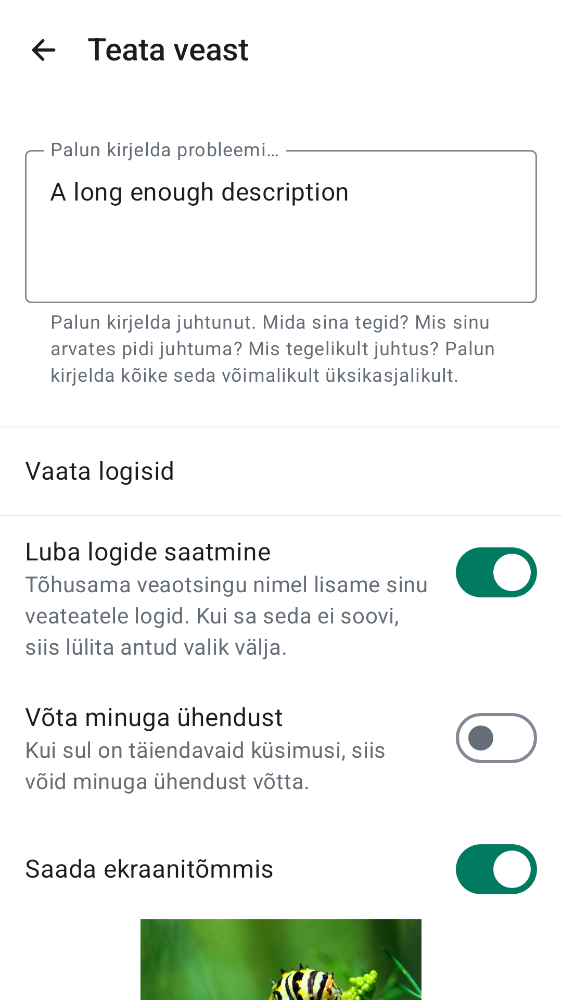 Teata veast
Palun kirjelda probleemi…
A long enough description
Palun kirjelda juhtunut. Mida sina tegid? Mis sinu
arvates pidi juhtuma? Mis tegelikult juhtus? Palun
kirjelda kõike seda võimalikult üksikasjalikult.
Vaata logisid
Luba logide saatmine
Tõhusama veaotsingu nimel lisame sinu
veateatele logid. Kui sa seda ei soovi,
siis lülita antud valik välja.
Võta minuga ühendust
Kui sul on täiendavaid küsimusi, siis
võid minuga ühendust võtta.
Saada ekraanitõmmis